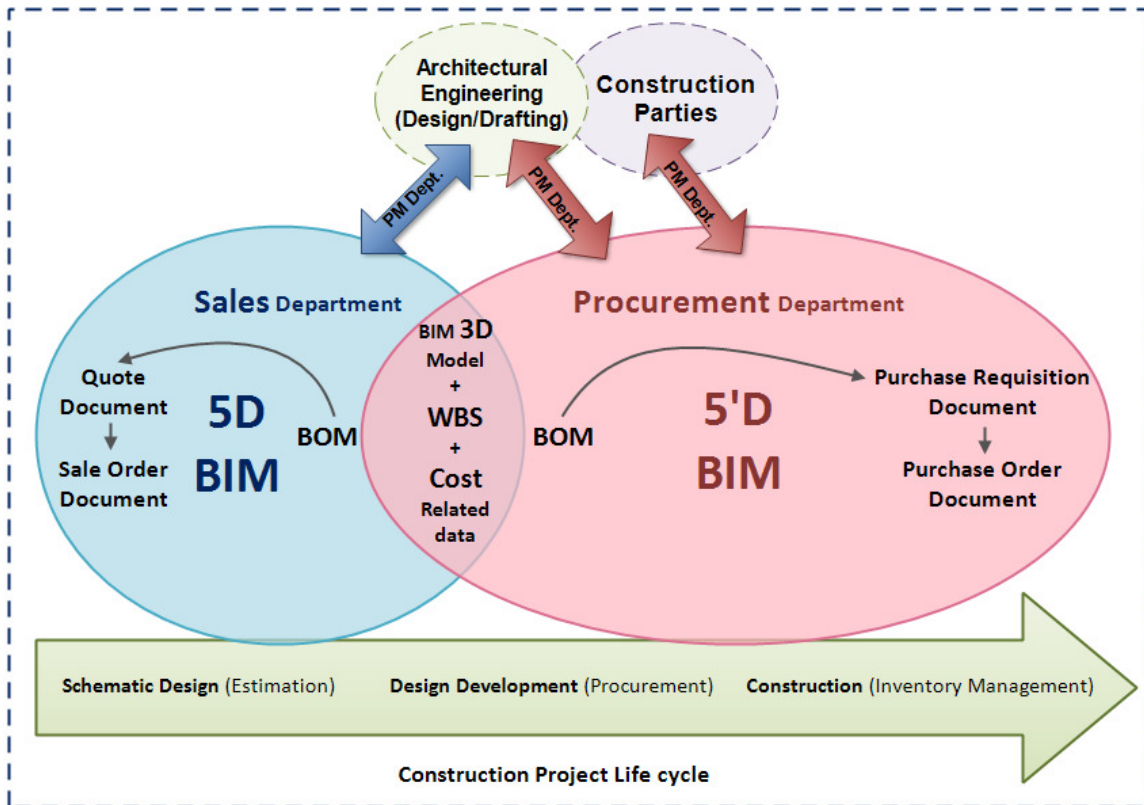 Architectural
Engineering
(Design/Drafting)
Construction
Parties
PM Dept.
PM Dept.
PM Dept.
Sales Department
Procurement Department
BIM 3D
Model
+
WBS
+
Cost
Related
data
Quote
Document
Sale Order
Document
5D
BIM
BOM
BOM
5'D
BIM
Purchase Requisition
Document
Purchase Order
Document
Schematic Design (Estimation)
Design Development (Procurement)
Construction (Inventory Management)
Construction Project Life cycle